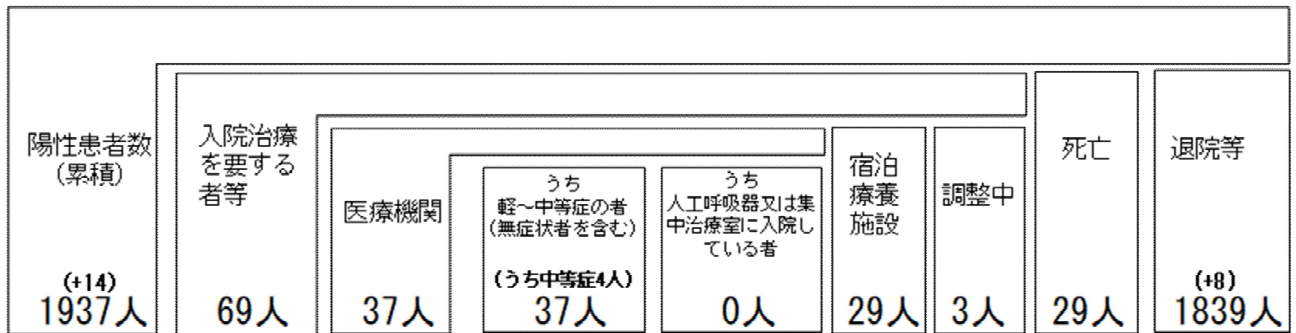 陽性患者数
(累積)
(+14)
1937人
入院治療
を要する
者等
69人
医療機関
37人
うち
軽～中等症の者
(無症状者を含む)
(うち中等症4人)
37人
うち
人工呼吸器又は集
中治療室に入院し
ている者
0人
宿泊
療養
施設
29人
調整中
3人
死亡
29人
退院等
(+8)
1839人